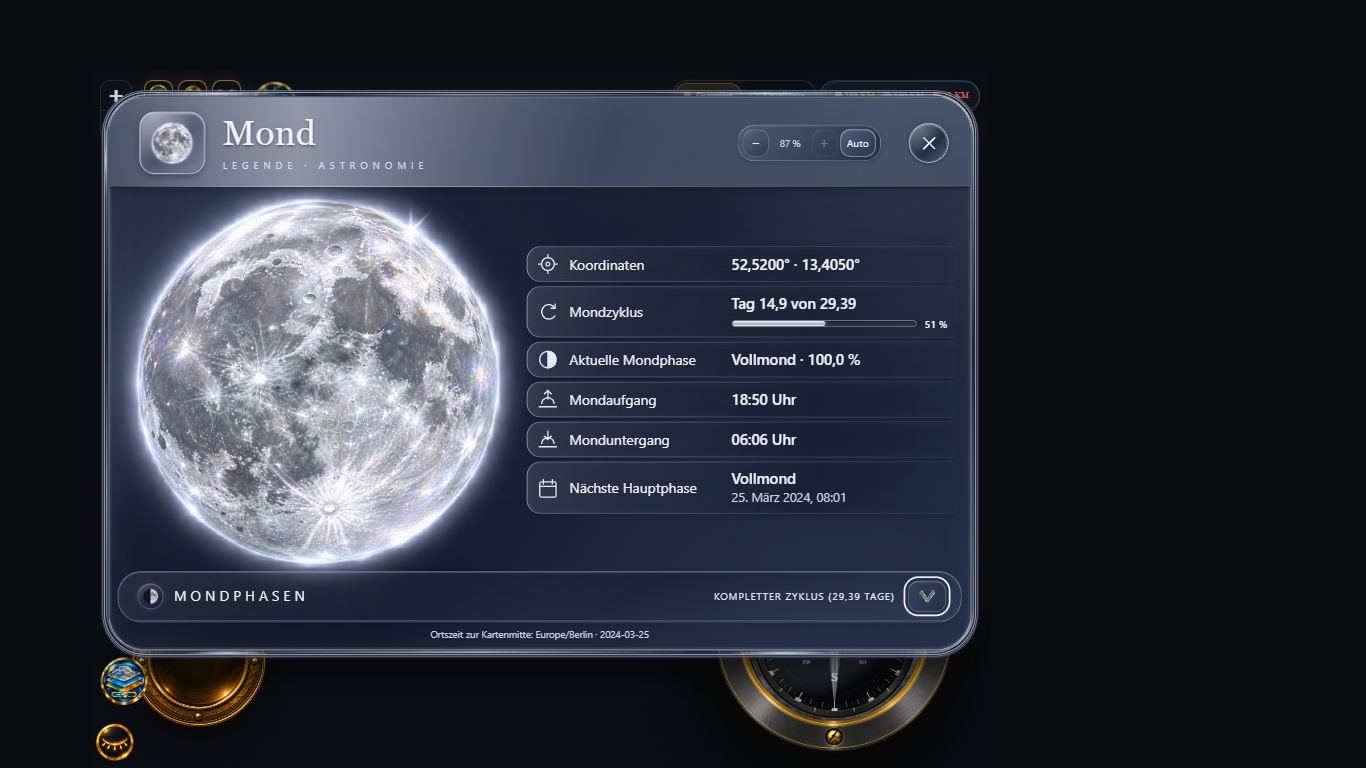 Mond
LEGENDE · ASTRONOMIE
− 87 % + Auto
Koordinaten 52,5200° · 13,4050°
Mondzyklus Tag 14,9 von 29,39
51 %
Aktuelle Mondphase Vollmond · 100,0 %
Mondaufgang 18:50 Uhr
Monduntergang 06:06 Uhr
Nächste Hauptphase Vollmond
25. März 2024, 08:01
MONDPHASEN KOMPLETTER ZYKLUS (29,39 TAGE)
Ortszeit zur Kartenmitte: Europe/Berlin · 2024-03-25
SW SO
S